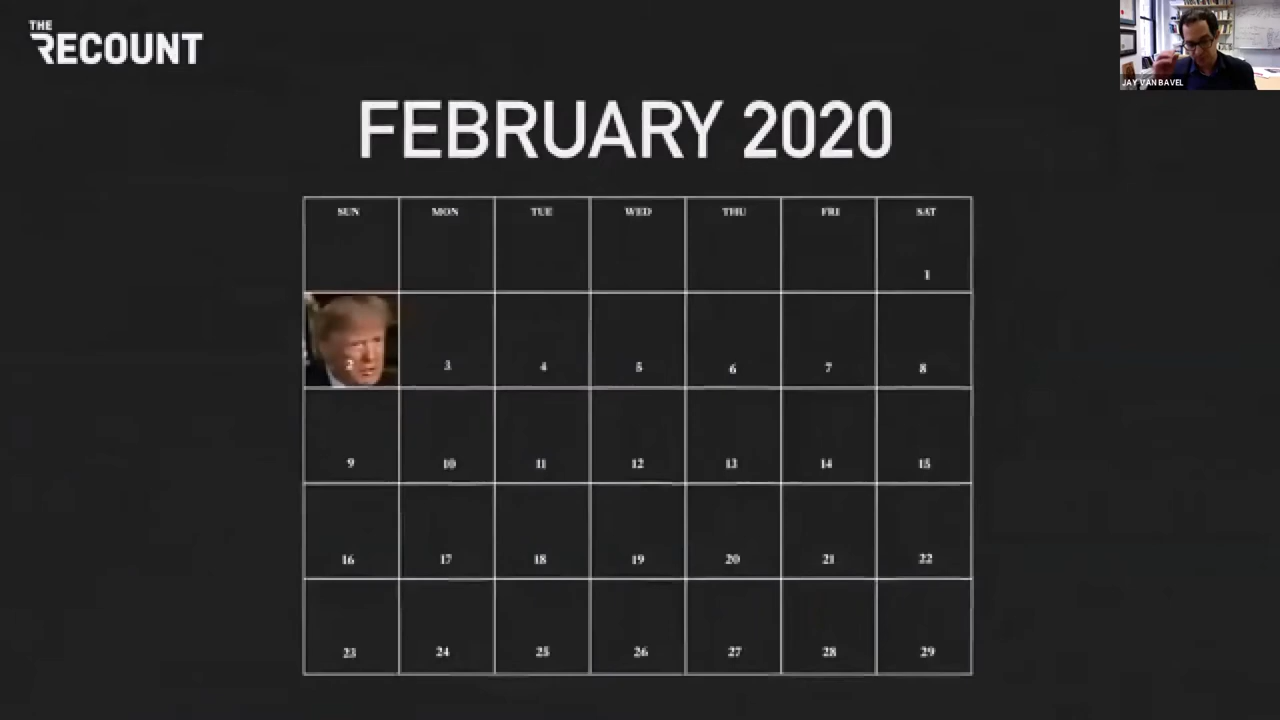 THE
RECOUNT
JAY VAN BAVEL
FEBRUARY 2020
SUN MON TUE WED THU FRI SAT
1
2 3 4 5 6 7 8
9 10 11 12 13 14 15
16 17 18 19 20 21 22
23 24 25 26 27 28 29